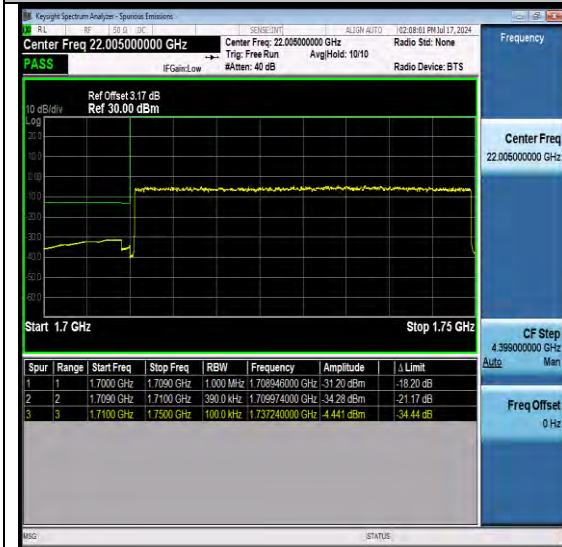 Keysight Spectrum Analyzer - Spurious Emissions
RL RF 50 Ω DC SENSE:INT ALIGN AUTO 02:08:01 PM Jul 17, 2024
Center Freq 22.005000000 GHz
Center Freq: 22.005000000 GHz
Radio Std: None
Trig: Free Run Avg|Hold: 10/10
PASS
IFGain:Low
#Atten: 40 dB
Radio Device: BTS
Ref Offset 3.17 dB
10 dB/div Ref 30.00 dBm
Log
20.0
10.0
0.00
-10.0
-20.0
-30.0
-40.0
-50.0
-60.0
Start 1.7 GHz Stop 1.75 GHz
Spur Range Start Freq Stop Freq RBW Frequency Amplitude Δ Limit
1 1 1.7000 GHz 1.7090 GHz 1.000 MHz 1.708946000 GHz -31.20 dBm -18.20 dB
2 2 1.7090 GHz 1.7100 GHz 390.0 kHz 1.709974000 GHz -34.28 dBm -21.17 dB
3 3 1.7100 GHz 1.7500 GHz 100.0 kHz 1.737240000 GHz -4.441 dBm -34.44 dB
MSG STATUS
Frequency
Center Freq
22.005000000 GHz
CF Step
4.399000000 GHz
Auto Man
Freq Offset
0 Hz